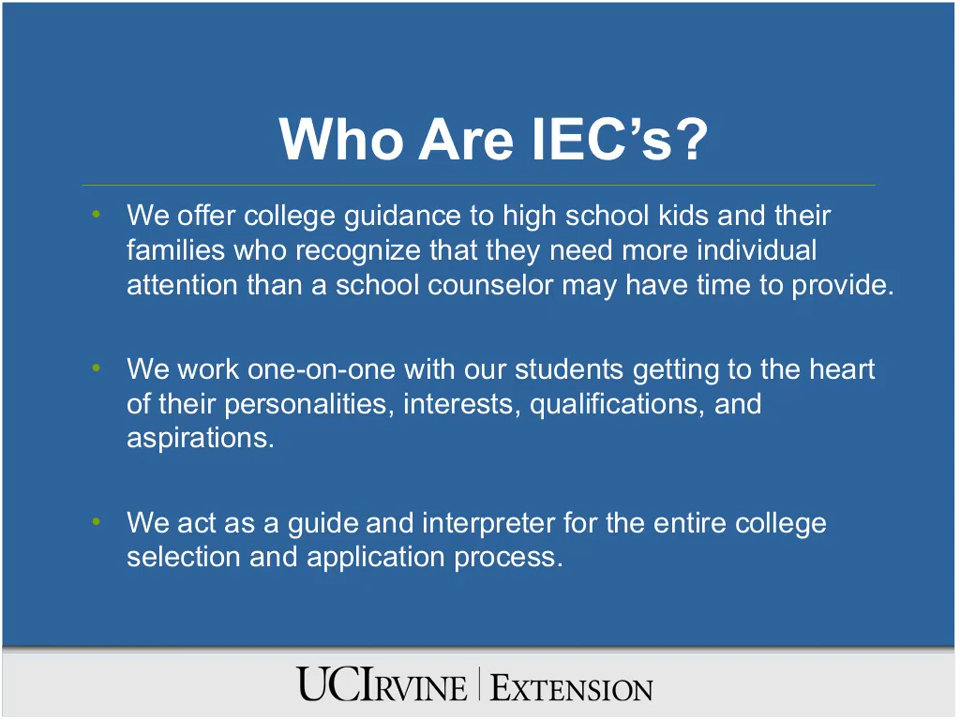 Who Are IEC’s?
• We offer college guidance to high school kids and their
families who recognize that they need more individual
attention than a school counselor may have time to provide.
• We work one-on-one with our students getting to the heart
of their personalities, interests, qualifications, and
aspirations.
• We act as a guide and interpreter for the entire college
selection and application process.
UCIRVINE | EXTENSION